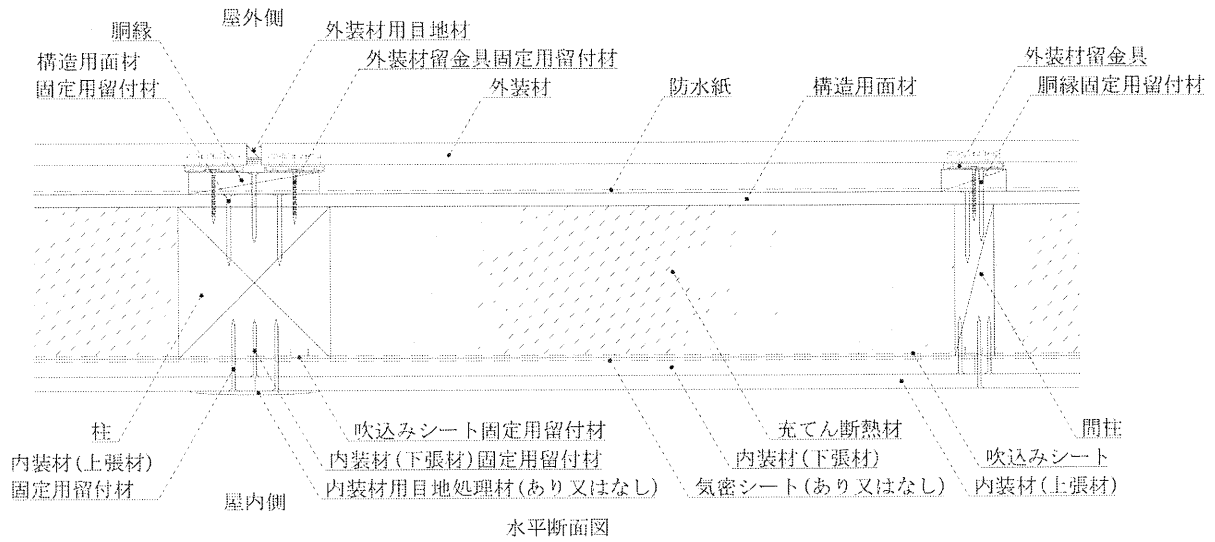 屋外側
胴縁
外装材用目地材
構造用面材
固定用留付材
外装材留金具固定用留付材
外装材
防水紙
構造用面材
外装材留金具
胴縁固定用留付材
柱
吹込みシート固定用留付材
充てん断熱材
間柱
内装材(上張材)
固定用留付材
内装材(下張材)固定用留付材
内装材(下張材)
吹込みシート
内装材用目地処理材(あり又はなし)
気密シート(あり又はなし)
内装材(上張材)
屋内側
水平断面図